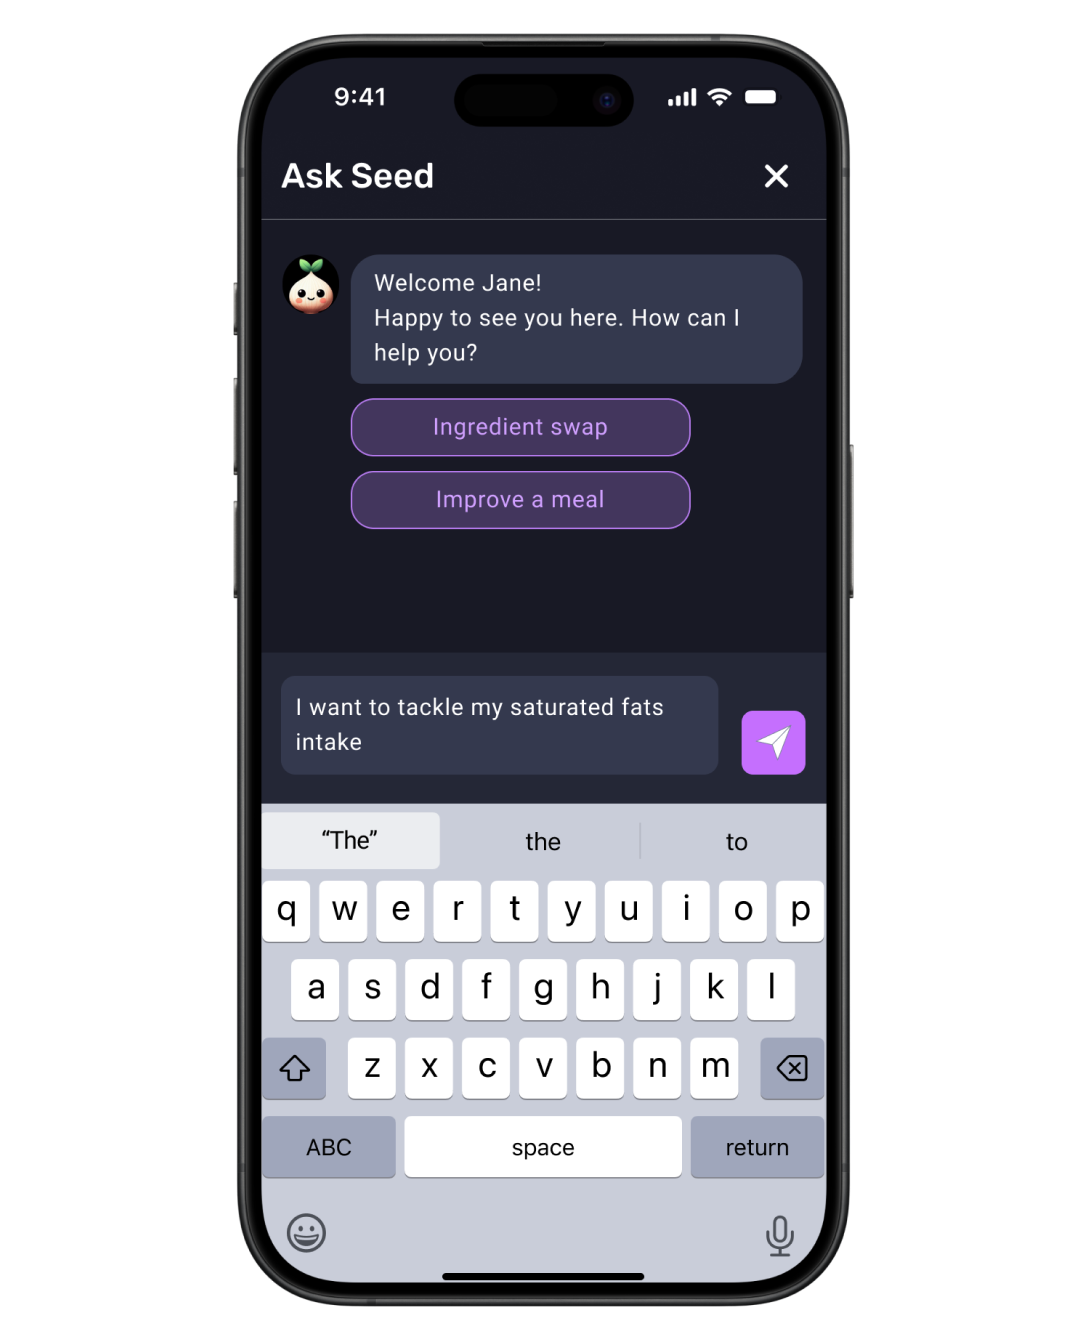 9:41
Ask Seed
Welcome Jane!
Happy to see you here. How can I
help you?
Ingredient swap
Improve a meal
I want to tackle my saturated fats
intake
“The” the to
q w e r t y u i o p
a s d f g h j k l
z x c v b n m
ABC space return